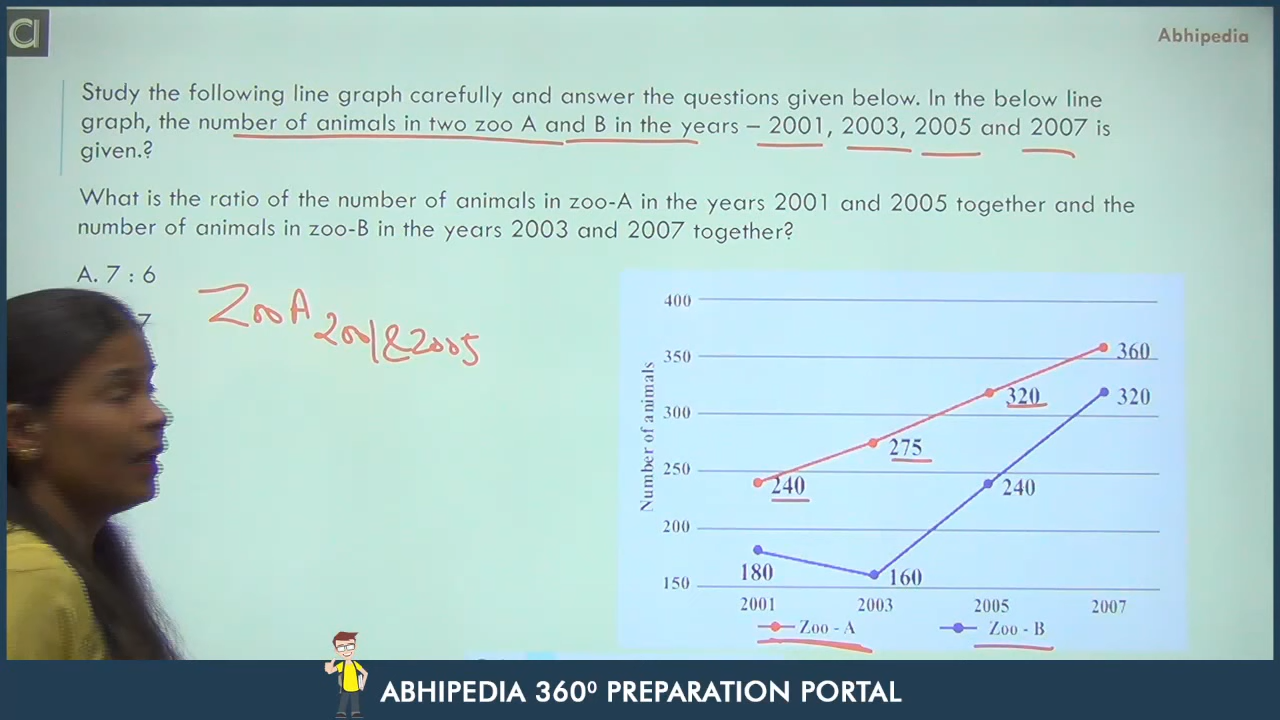 Abhipedia
Study the following line graph carefully and answer the questions given below. In the below line
graph, the number of animals in two zoo A and B in the years – 2001, 2003, 2005 and 2007 is
given.?
What is the ratio of the number of animals in zoo-A in the years 2001 and 2005 together and the
number of animals in zoo-B in the years 2003 and 2007 together?
A. 7 : 6
7
Zoo A 2001 & 2005
Number of animals
400
350
300
250
200
150
360
320
320
275
240
240
180
160
2001 2003 2005 2007
Zoo - A Zoo - B
ABHIPEDIA 360⁰ PREPARATION PORTAL